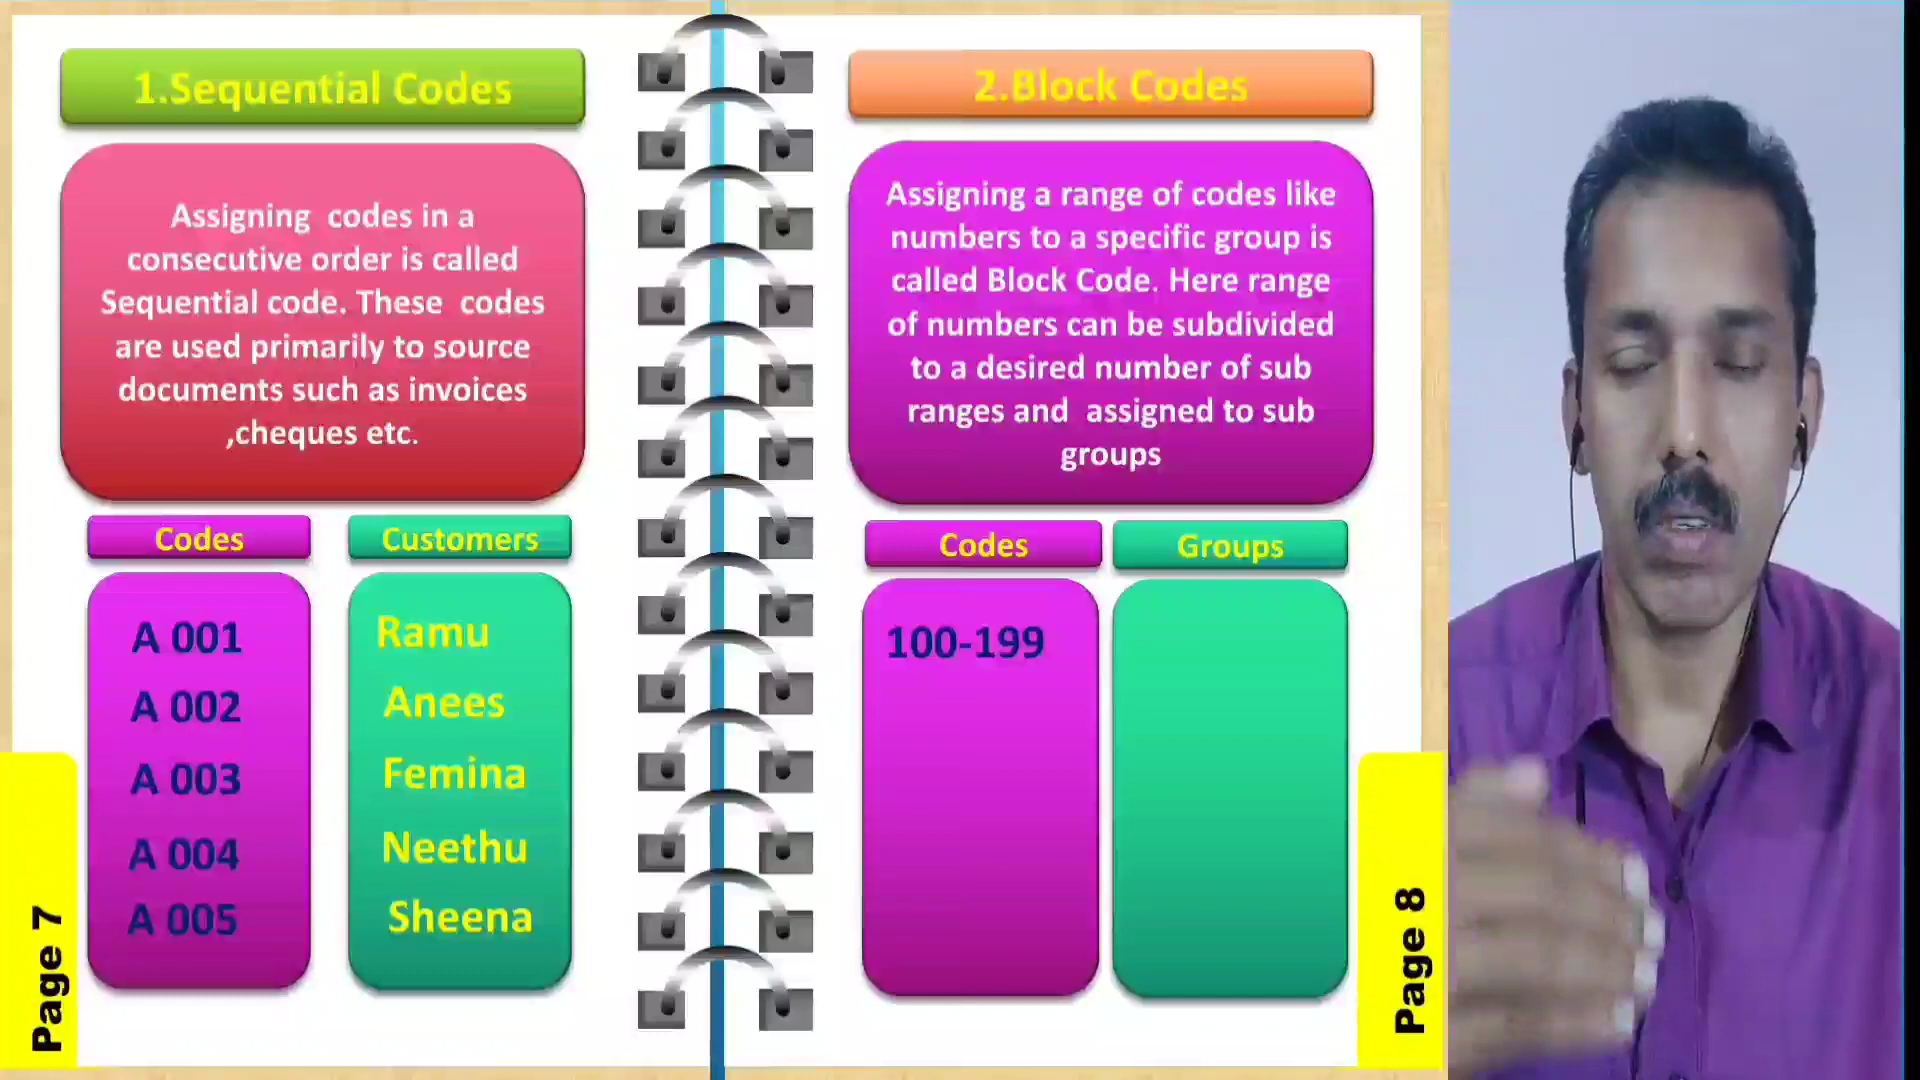 1.Sequential Codes
Assigning codes in a
consecutive order is called
Sequential code. These codes
are used primarily to source
documents such as invoices
,cheques etc.
Codes
Customers
A 001
Ramu
A 002
Anees
A 003
Femina
A 004
Neethu
A 005
Sheena
Page 7
2.Block Codes
Assigning a range of codes like
numbers to a specific group is
called Block Code. Here range
of numbers can be subdivided
to a desired number of sub
ranges and assigned to sub
groups
Codes
Groups
100-199
Page 8